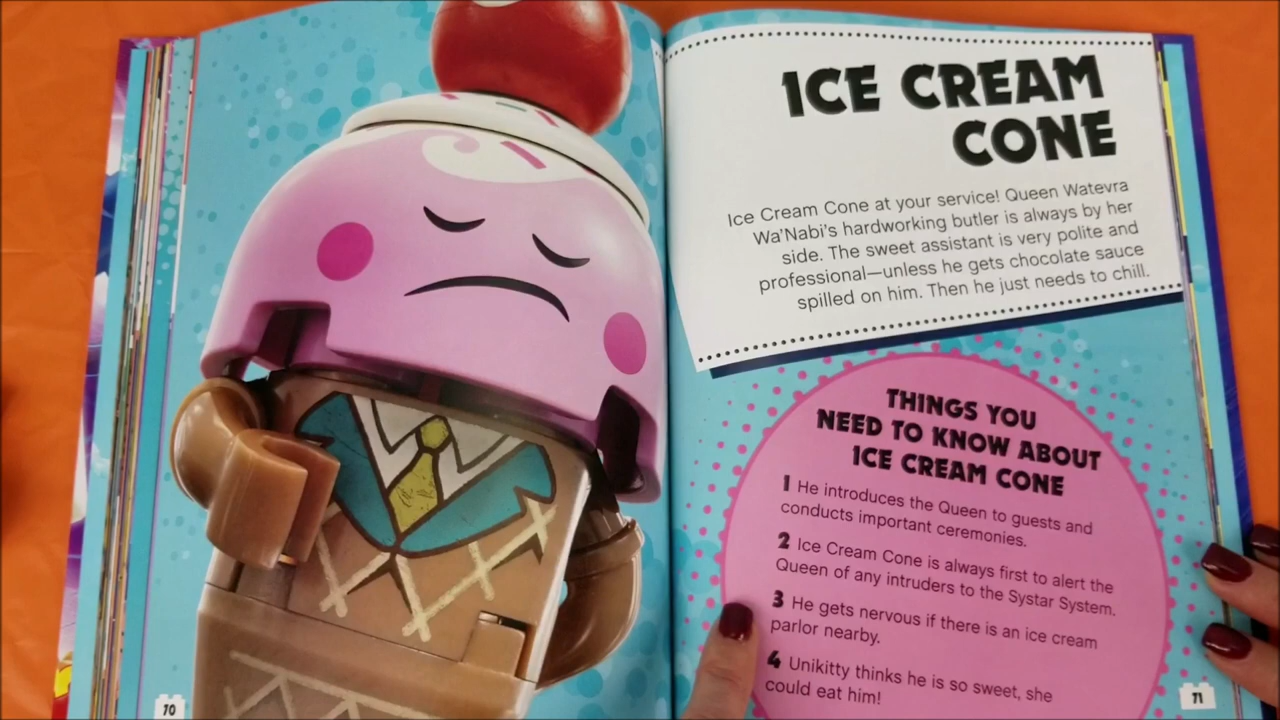 ICE CREAM
CONE
Ice Cream Cone at your service! Queen Watevra
Wa'Nabi's hardworking butler is always by her
side. The sweet assistant is very polite and
professional—unless he gets chocolate sauce
spilled on him. Then he just needs to chill.
THINGS YOU
NEED TO KNOW ABOUT
ICE CREAM CONE
1 He introduces the Queen to guests and
conducts important ceremonies.
2 Ice Cream Cone is always first to alert the
Queen of any intruders to the Systar System.
3 He gets nervous if there is an ice cream
parlor nearby.
4 Unikitty thinks he is so sweet, she
could eat him!
70
71